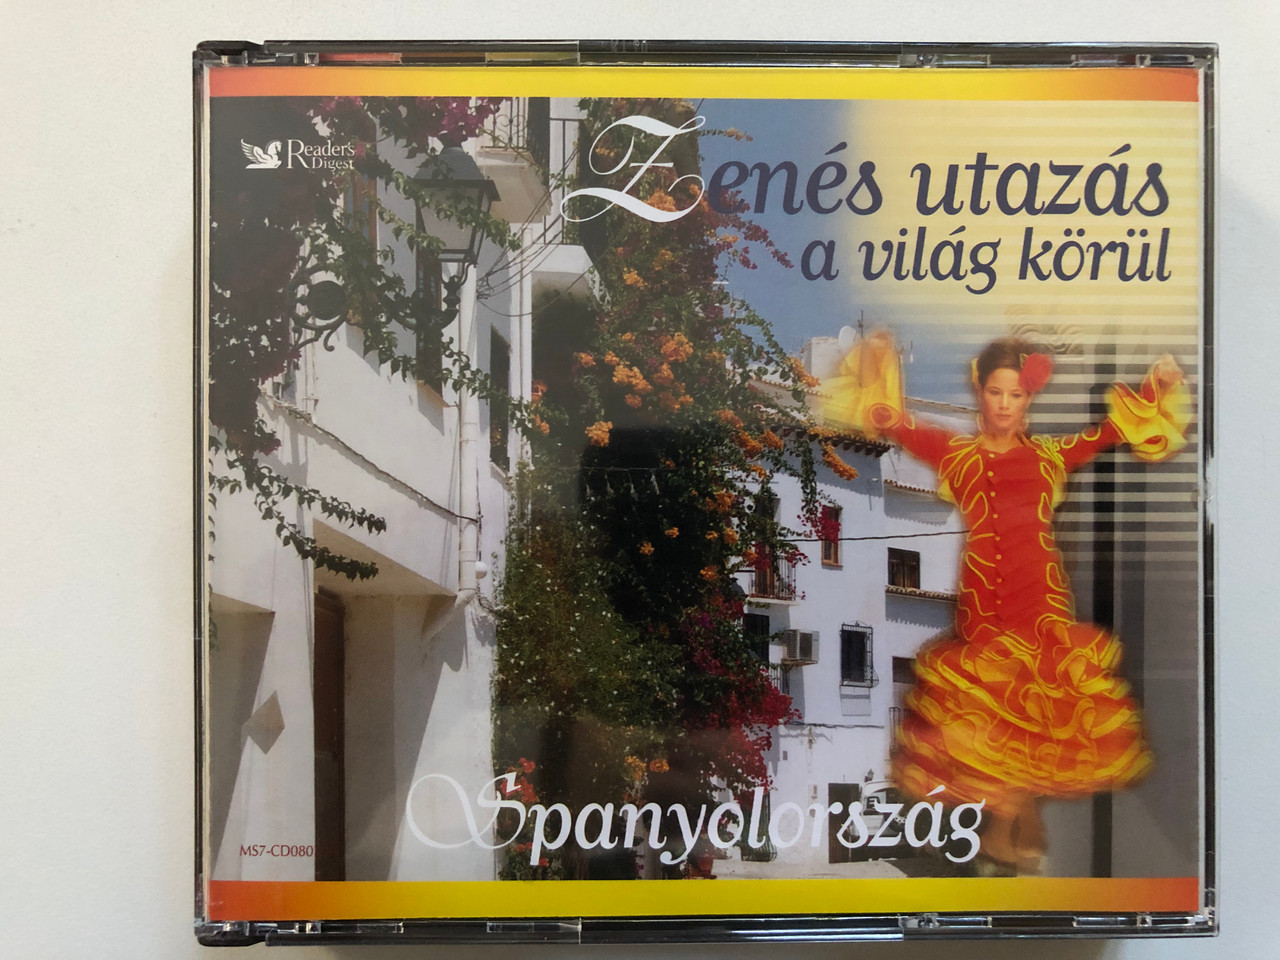 Reader's
Digest
Zenés utazás
a világ körül
Spanyolország
MS7-CD080